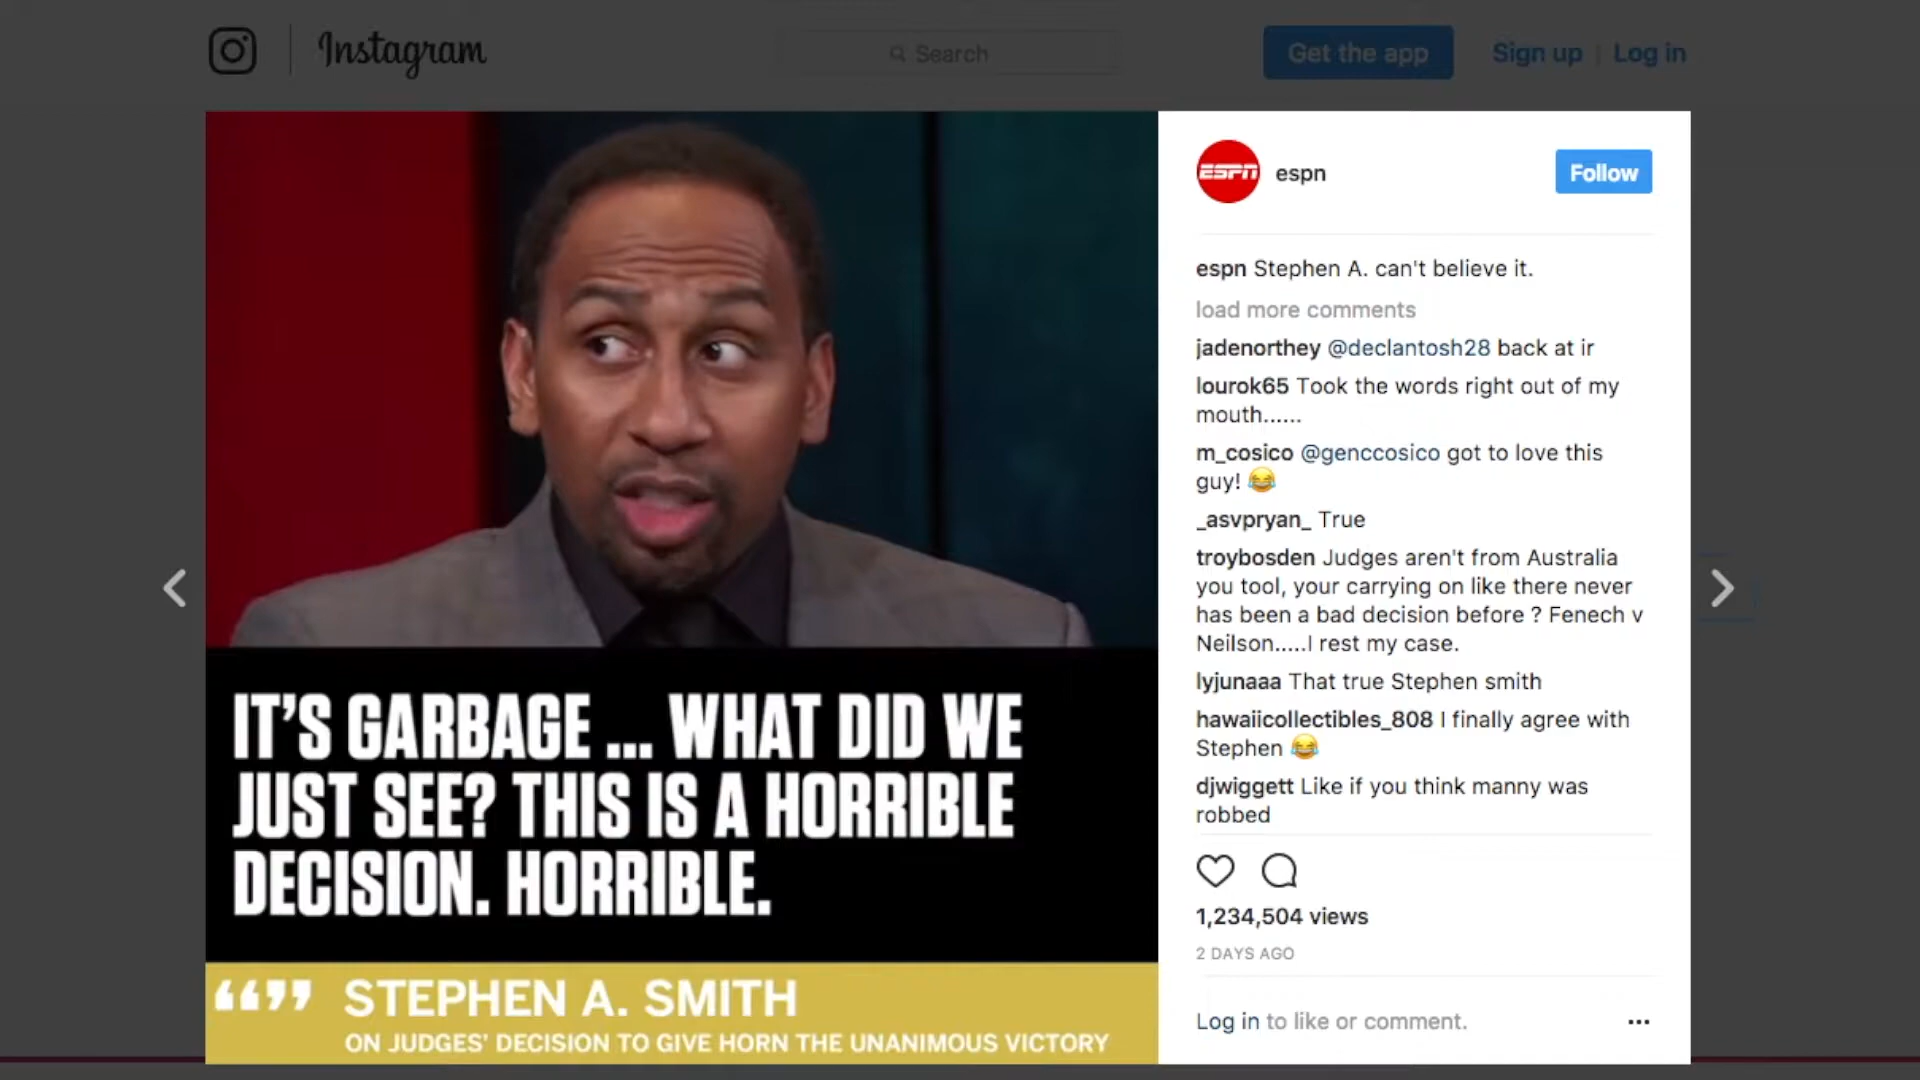 Instagram
Search
Get the app
Sign up | Log in
ESPN
espn
Follow
IT'S GARBAGE ... WHAT DID WE
JUST SEE? THIS IS A HORRIBLE
DECISION. HORRIBLE.
STEPHEN A. SMITH
ON JUDGES' DECISION TO GIVE HORN THE UNANIMOUS VICTORY
espn Stephen A. can't believe it.
load more comments
jadenorthey @declantosh28 back at ir
lourok65 Took the words right out of my
mouth......
m_cosico @genccosico got to love this
guy! 😂
_asvpryan_ True
troybosden Judges aren't from Australia
you tool, your carrying on like there never
has been a bad decision before ? Fenech v
Neilson.....I rest my case.
lyjunaaa That true Stephen smith
hawaiicollectibles_808 I finally agree with
Stephen 😂
djwiggett Like if you think manny was
robbed
1,234,504 views
2 DAYS AGO
Log in to like or comment.